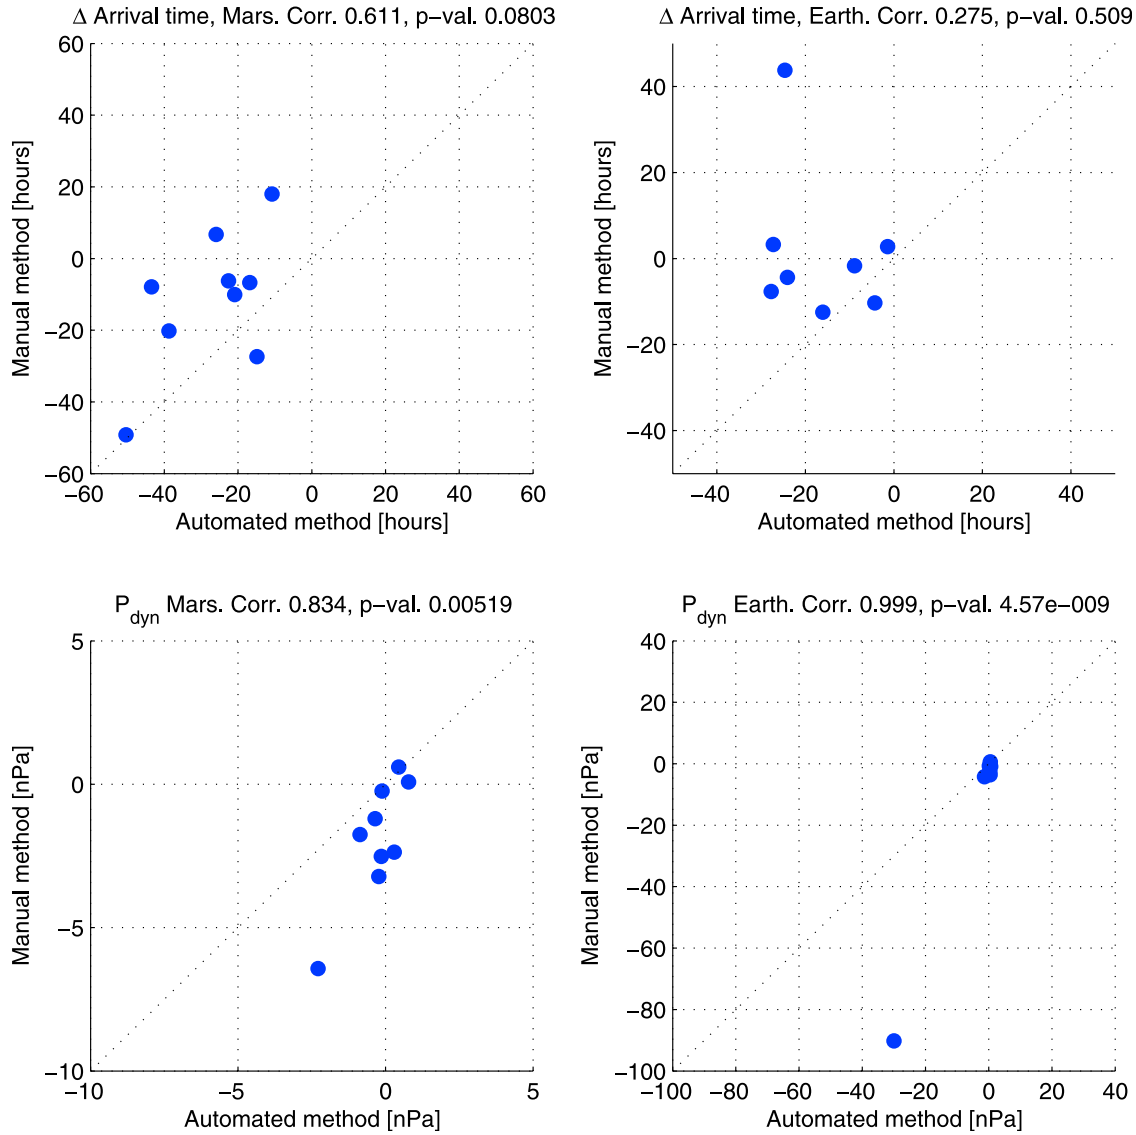 Δ Arrival time, Mars. Corr. 0.611, p−val. 0.0803
60
40
20
0
−20
−40
−60
Manual method [hours]
−60 −40 −20 0 20 40 60
Automated method [hours]
Δ Arrival time, Earth. Corr. 0.275, p−val. 0.509
40
20
0
−20
−40
Manual method [hours]
−40 −20 0 20 40
Automated method [hours]
P_dyn Mars. Corr. 0.834, p−val. 0.00519
5
0
−5
−10
Manual method [nPa]
−10 −5 0 5
Automated method [nPa]
P_dyn Earth. Corr. 0.999, p−val. 4.57e−009
40
20
0
−20
−40
−60
−80
−100
Manual method [nPa]
−100 −80 −60 −40 −20 0 20 40
Automated method [nPa]